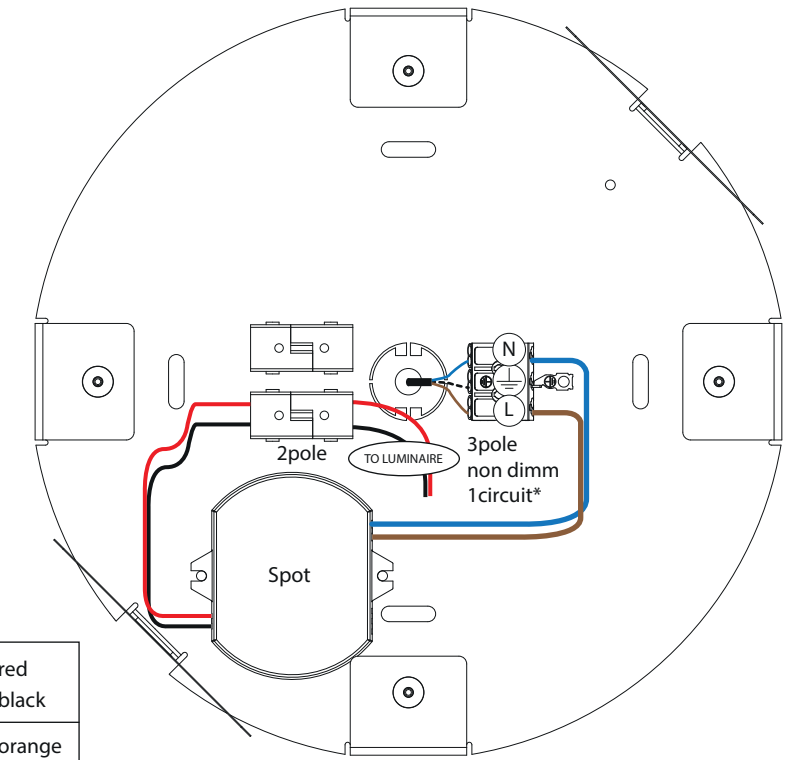 N
L
2pole
TO LUMINAIRE
3pole
non dimm
1circuit*
Spot
red
black
orange